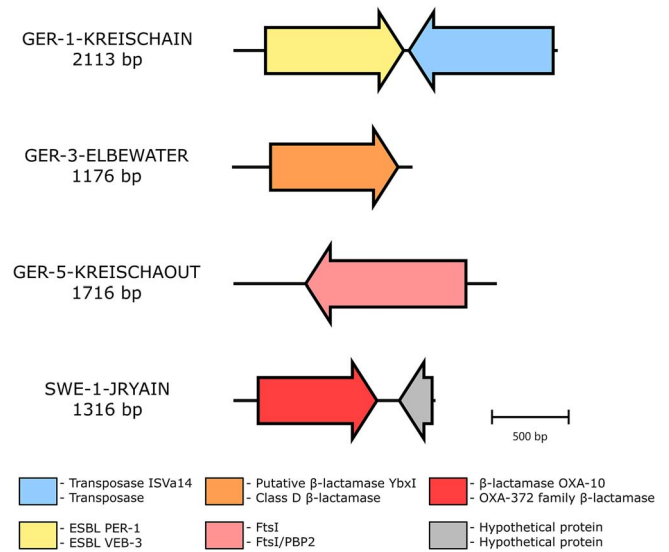 GER-1-KREISCHAIN
2113 bp
GER-3-ELBEWATER
1176 bp
GER-5-KREISCHAOUT
1716 bp
SWE-1-JRYAIN
1316 bp
500 bp
- Transposase ISVa14
- Transposase
- Putative β-lactamase YbxI
- Class D β-lactamase
- β-lactamase OXA-10
- OXA-372 family β-lactamase
- ESBL PER-1
- ESBL VEB-3
- FtsI
- FtsI/PBP2
- Hypothetical protein
- Hypothetical protein